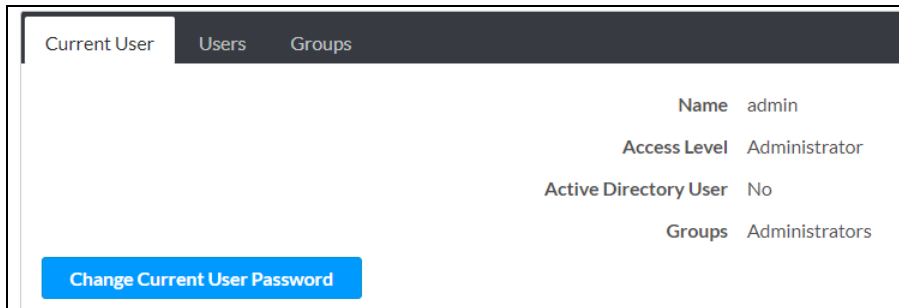 Current User Users Groups
Name admin
Access Level Administrator
Active Directory User No
Groups Administrators
Change Current User Password